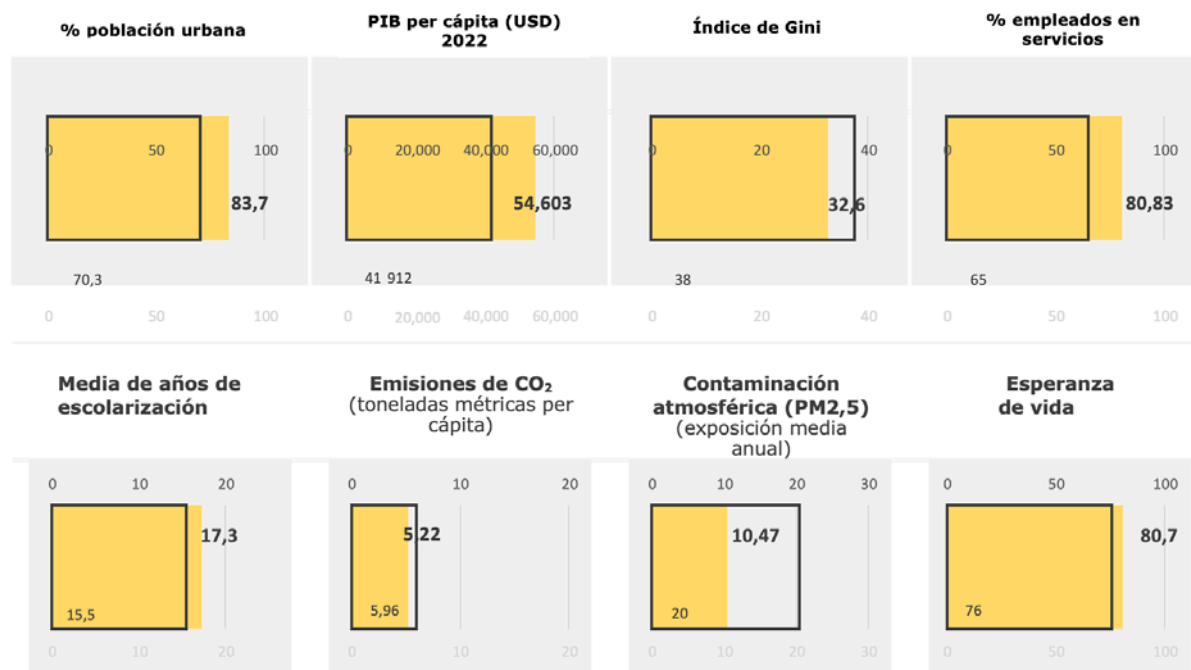 % población urbana
PIB per cápita (USD)
2022
Índice de Gini
% empleados en
servicios
0 50 100
0 20,000 40,000 60,000
0 20 40
0 50 100
83,7
54,603
32,6
80,83
70,3
41 912
38
65
0 50 100
0 20,000 40,000 60,000
0 20 40
0 50 100
Media de años de
escolarización
Emisiones de CO₂
(toneladas métricas per
cápita)
Contaminación
atmosférica (PM2,5)
(exposición media
anual)
Esperanza
de vida
0 10 20
0 10 20
0 10 20 30
0 50 100
17,3
5,22
10,47
80,7
15,5
5,96
20
76
0 10 20
0 10 20
0 10 20 30
0 50 100